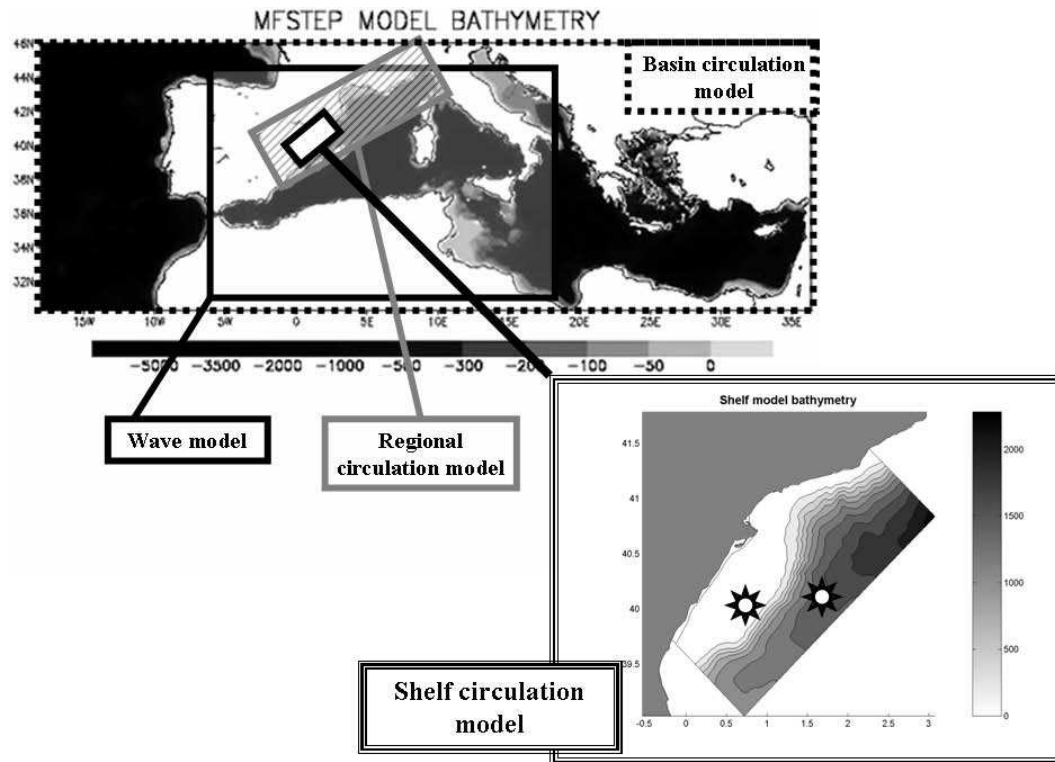 MFSTEP MODEL BATHYMETRY
46N
44N
42N
40N
38N
36N
34N
32N
Basin circulation
model
15W 10W 5W 0 5E 10E 15E 20E 25E 30E 35E
-5000 -3500 -2000 -1000 -300 -200 -100 -50 0
Wave model
Regional
circulation model
Shelf model bathymetry
41.5
41
40.5
40
39.5
-0.5 0 0.5 1 1.5 2 2.5 3
2000
1500
1000
500
0
Shelf circulation
model